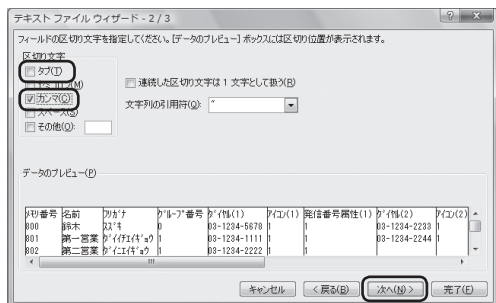 テキスト ファイル ウィザード - 2 / 3
フィールドの区切り文字を指定してください。[データのプレビュー] ボックスには区切り位置が表示されます。
区切り文字
タブ(T)
セミコロン(M)
カンマ(C)
スペース(S)
その他(O):
連続した区切り文字は 1 文字として扱う(R)
文字列の引用符(Q): "
データのプレビュー(P)
ﾒﾓﾘ番号 名前 ﾌﾘｶﾞﾅ ｸﾞﾙｰﾌﾟ番号 ﾀﾞｲﾔﾙ(1) ｱｲｺﾝ(1) 発信番号属性(1) ﾀﾞｲﾔﾙ(2) ｱｲｺﾝ(2)
800 鈴木 ｽｽﾞｷ 0 03-1234-5678 1 1 03-1234-2233 1
801 第一営業 ﾀﾞｲｲﾁｴｲｷﾞｮｳ 1 03-1234-1111 1 1 03-1234-2244 1
802 第二営業 ﾀﾞｲﾆｴｲｷﾞｮｳ 1 03-1234-2222 1 1
キャンセル < 戻る(B) 次へ(N) > 完了(F)